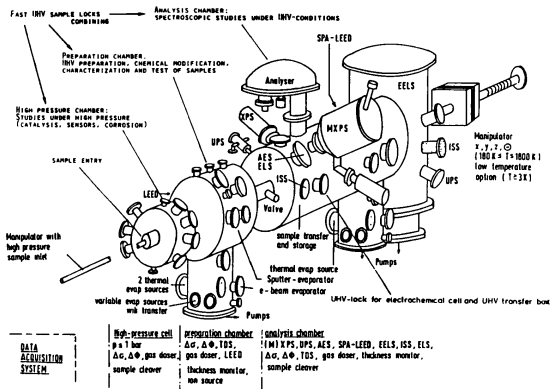 FAST UHV SAMPLE LOCKS
COMBINING
ANALYSIS CHAMBER:
SPECTROSCOPIC STUDIES UNDER UHV-CONDITIONS
PREPARATION CHAMBER.
UHV PREPARATION, CHEMICAL MODIFICATION,
CHARACTERIZATION AND TEST OF SAMPLES
HIGH PRESSURE CHAMBER:
STUDIES UNDER HIGH PRESSURE
(CATALYSIS, SENSORS, CORROSION)
SAMPLE ENTRY
SPA-LEED
Analyser
EELS
XPS
MXPS
UPS
AES
ELS
ISS
LEED
Valve
ISS
UPS
Manipulator
x, y, z, ⊙
(180K ≤ T ≤ 1600 K)
low temperature
option (T≥3K)
Manipulator with
high pressure
sample inlet
sample transfer
and storage
thermal evap source
Sputter-evaporator
e-beam evaporator
2 thermal
evap sources
variable evap sources
with transfer
Pumps
Pumps
UHV-lock for electrochemical cell and UHV transfer box
DATA
ACQUISITION
SYSTEM
High-pressure cell
p ≤ 1 bar
Δσ, ΔΦ, gas doser,
sample cleaver
preparation chamber
Δσ, ΔΦ, TDS,
gas doser, LEED
thickness monitor,
ion source
analysis chamber
(M) XPS, UPS, AES, SPA-LEED, EELS, ISS, ELS,
Δσ, ΔΦ, TDS, gas doser, thickness monitor,
sample cleaver